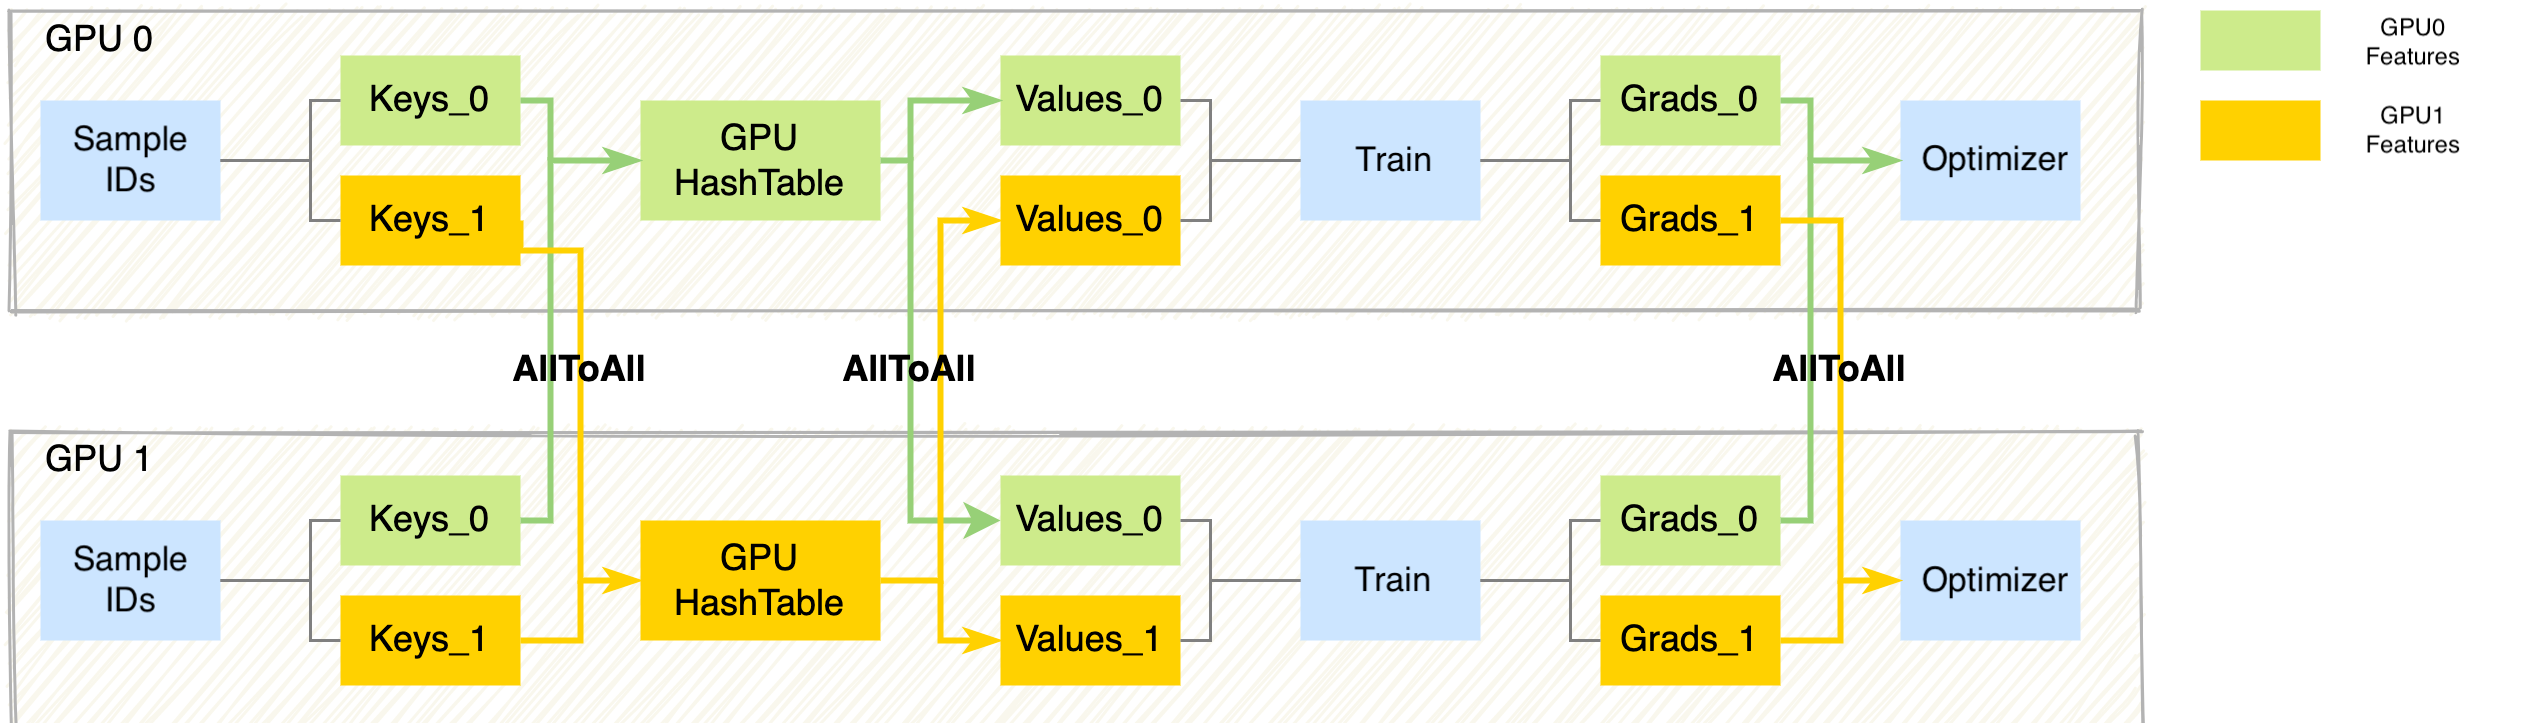 GPU 0
Sample
IDs
Keys_0
Keys_1
GPU
HashTable
Values_0
Values_0
Train
Grads_0
Grads_1
Optimizer
GPU0
Features
GPU1
Features
AllToAll
AllToAll
AllToAll
GPU 1
Sample
IDs
Keys_0
Keys_1
GPU
HashTable
Values_0
Values_1
Train
Grads_0
Grads_1
Optimizer